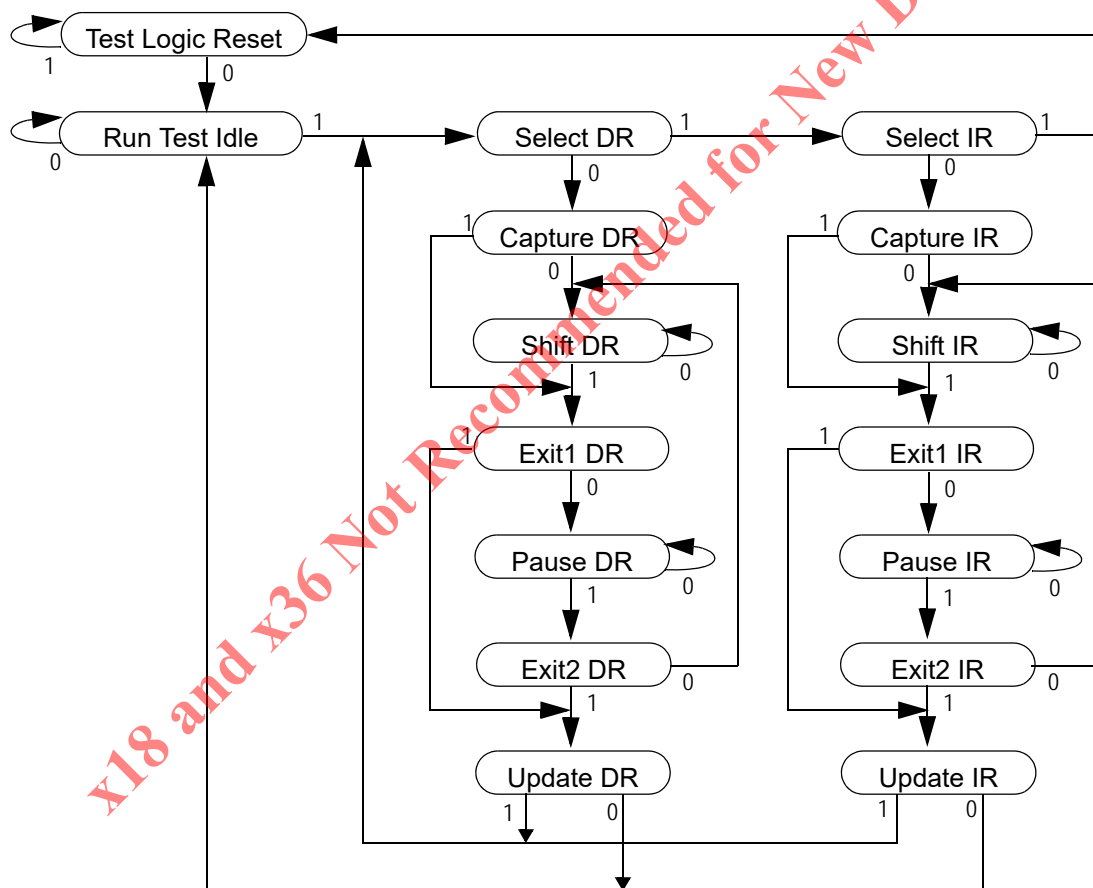 Test Logic Reset
1
0
Run Test Idle
0
1
Select DR
1
0
Select IR
1
0
Capture DR
1
0
Capture IR
1
0
Shift DR
0
1
Shift IR
0
1
Exit1 DR
1
0
Exit1 IR
1
0
Pause DR
0
1
Pause IR
0
1
Exit2 DR
0
1
Exit2 IR
0
1
Update DR
1
0
Update IR
1
0
x18 and x36 Not Recommended for New D